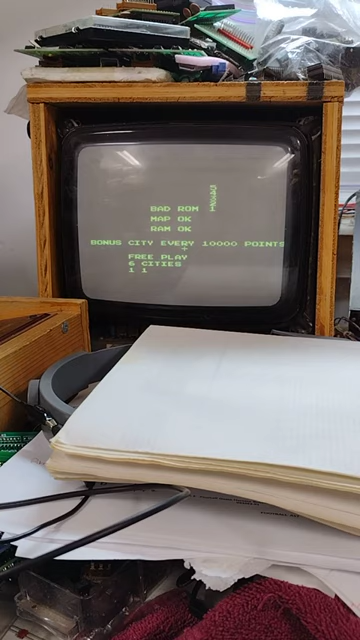 BAD ROM
MAP OK
RAM OK
BONUS CITY EVERY 10000 POINTS
FREE PLAY
6 CITIES
1 1